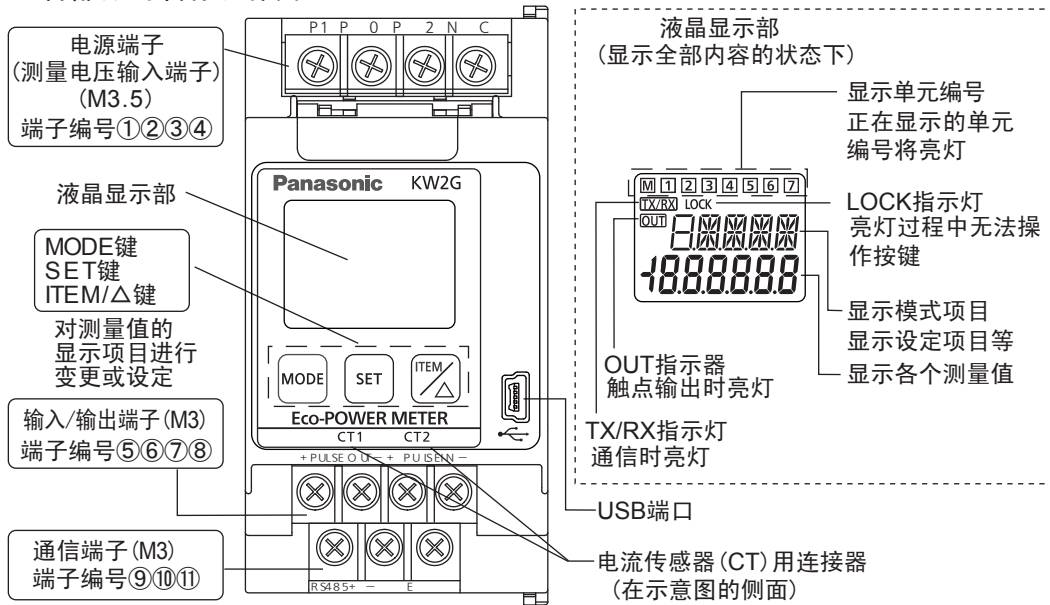 电源端子
(测量电压输入端子)
(M3.5)
端子编号①②③④
液晶显示部
MODE键
SET键
ITEM/△键
对测量值的
显示项目进行
变更或设定
输入/输出端子(M3)
端子编号⑤⑥⑦⑧
通信端子(M3)
端子编号⑨⑩⑪
P1 P 0 P 2 N C
Panasonic KW2G
MODE SET ITEM/△
Eco-POWER METER
CT1 CT2
+ PULSE OUT - + PULSE IN -
RS485+ - E
液晶显示部
(显示全部内容的状态下)
显示单元编号
正在显示的单元
编号将亮灯
M 1 2 3 4 5 6 7
TX/RX LOCK
OUT
-18.8.8.8.8.8
LOCK指示灯
亮灯过程中无法操
作按键
显示模式项目
显示设定项目等
显示各个测量值
OUT指示器
触点输出时亮灯
TX/RX指示灯
通信时亮灯
USB端口
电流传感器(CT)用连接器
(在示意图的侧面)